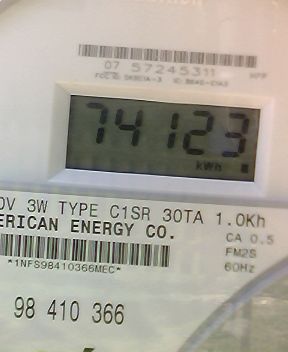 07 57245311
74123
kWH
0V 3W TYPE C1SR 30TA 1.0Kh
ERICAN ENERGY CO.
CA 0.5
FM2S
*1NFS98410366MEC*
60Hz
98 410 366